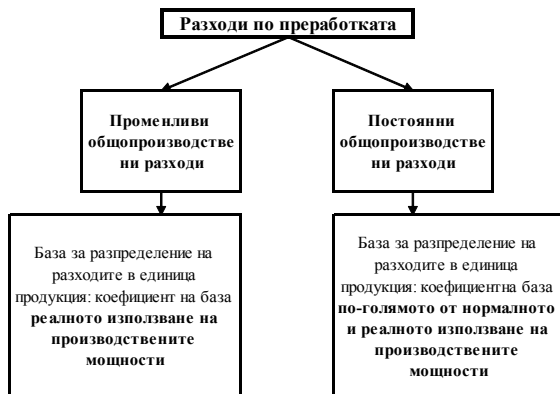 Разходи по преработката
Променливи
общопроизводстве
ни разходи
Постоянни
общопроизводстве
ни разходи
База за разпределение на
разходите в единица
продукция: коефициент на база
реалното използване на
производствените
мощности
База за разпределение на
разходите в единица
продукция: коефициентна база
по-голямото от нормалното
и реалното използване на
производствените
мощности